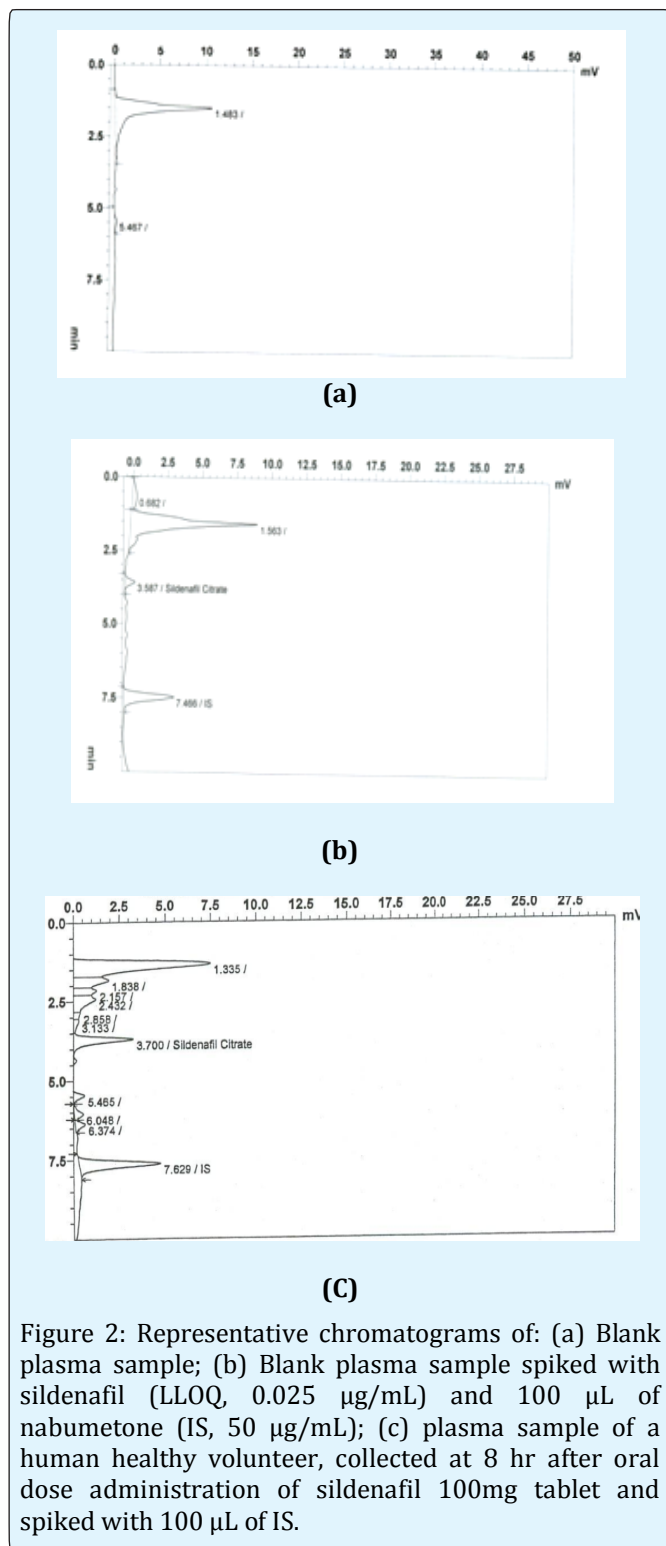 0 5 10 15 20 25 30 35 40 45 50
mV
0.0
1.483 /
2.5
5.0
5.467 /
7.5
min
(a)
0.0 2.5 5.0 7.5 10.0 12.5 15.0 17.5 20.0 22.5 25.0 27.5
mV
0.0
0.682 /
1.563 /
2.5
3.587 / Sildenafil Citrate
5.0
7.5
7.466 / IS
min
(b)
0.0 2.5 5.0 7.5 10.0 12.5 15.0 17.5 20.0 22.5 25.0 27.5
mV
0.0
1.335 /
1.838 /
2.157 /
2.5
2.432 /
2.858 /
3.133 /
3.700 / Sildenafil Citrate
5.0
5.465 /
6.048 /
6.374 /
7.5
7.629 / IS
(C)
Figure 2: Representative chromatograms of: (a) Blank
plasma sample; (b) Blank plasma sample spiked with
sildenafil (LLOQ, 0.025 µg/mL) and 100 µL of
nabumetone (IS, 50 µg/mL); (c) plasma sample of a
human healthy volunteer, collected at 8 hr after oral
dose administration of sildenafil 100mg tablet and
spiked with 100 µL of IS.